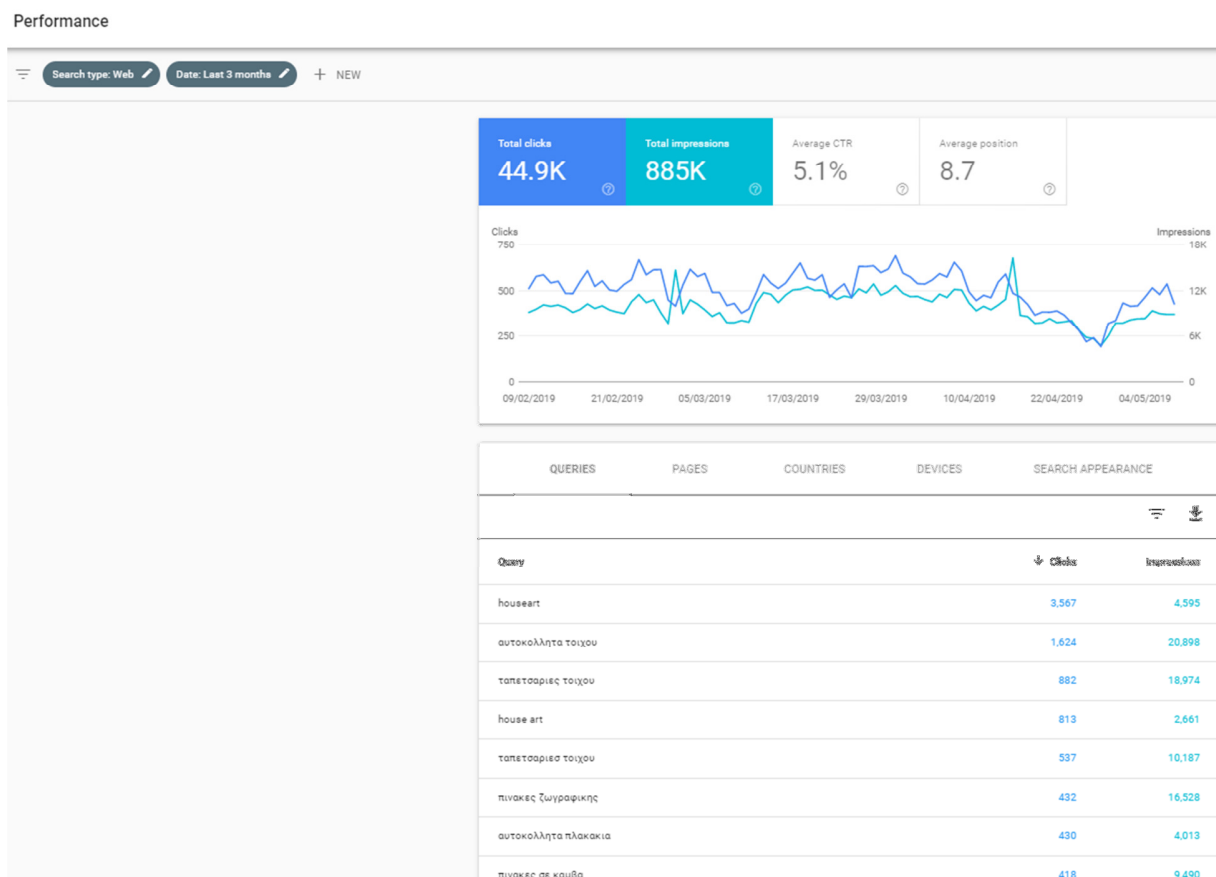 Performance
Search type: Web Date: Last 3 months + NEW
Total clicks Total impressions Average CTR Average position
44.9K 885K 5.1% 8.7
Clicks Impressions
750 18K
500 12K
250 6K
0 0
09/02/2019 21/02/2019 05/03/2019 17/03/2019 29/03/2019 10/04/2019 22/04/2019 04/05/2019
QUERIES PAGES COUNTRIES DEVICES SEARCH APPEARANCE
Query Clicks Impressions
houseart 3,567 4,595
αυτοκολλητα τοιχου 1,624 20,898
ταπετσαριες τοιχου 882 18,974
house art 813 2,661
ταπετσαριεσ τοιχου 537 10,187
πινακες ζωγραφικης 432 16,528
αυτοκολλητα πλακακια 430 4,013
πινακες σε καμβα 418 9,490